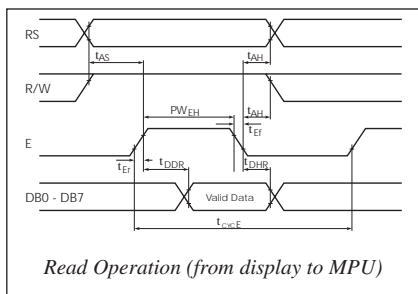 RS
tAS
tAH
R/W
PWEH
tAH
tEf
E
tEr
tDDR
tDHR
DB0 - DB7
Valid Data
tCYCE
Read Operation (from display to MPU)